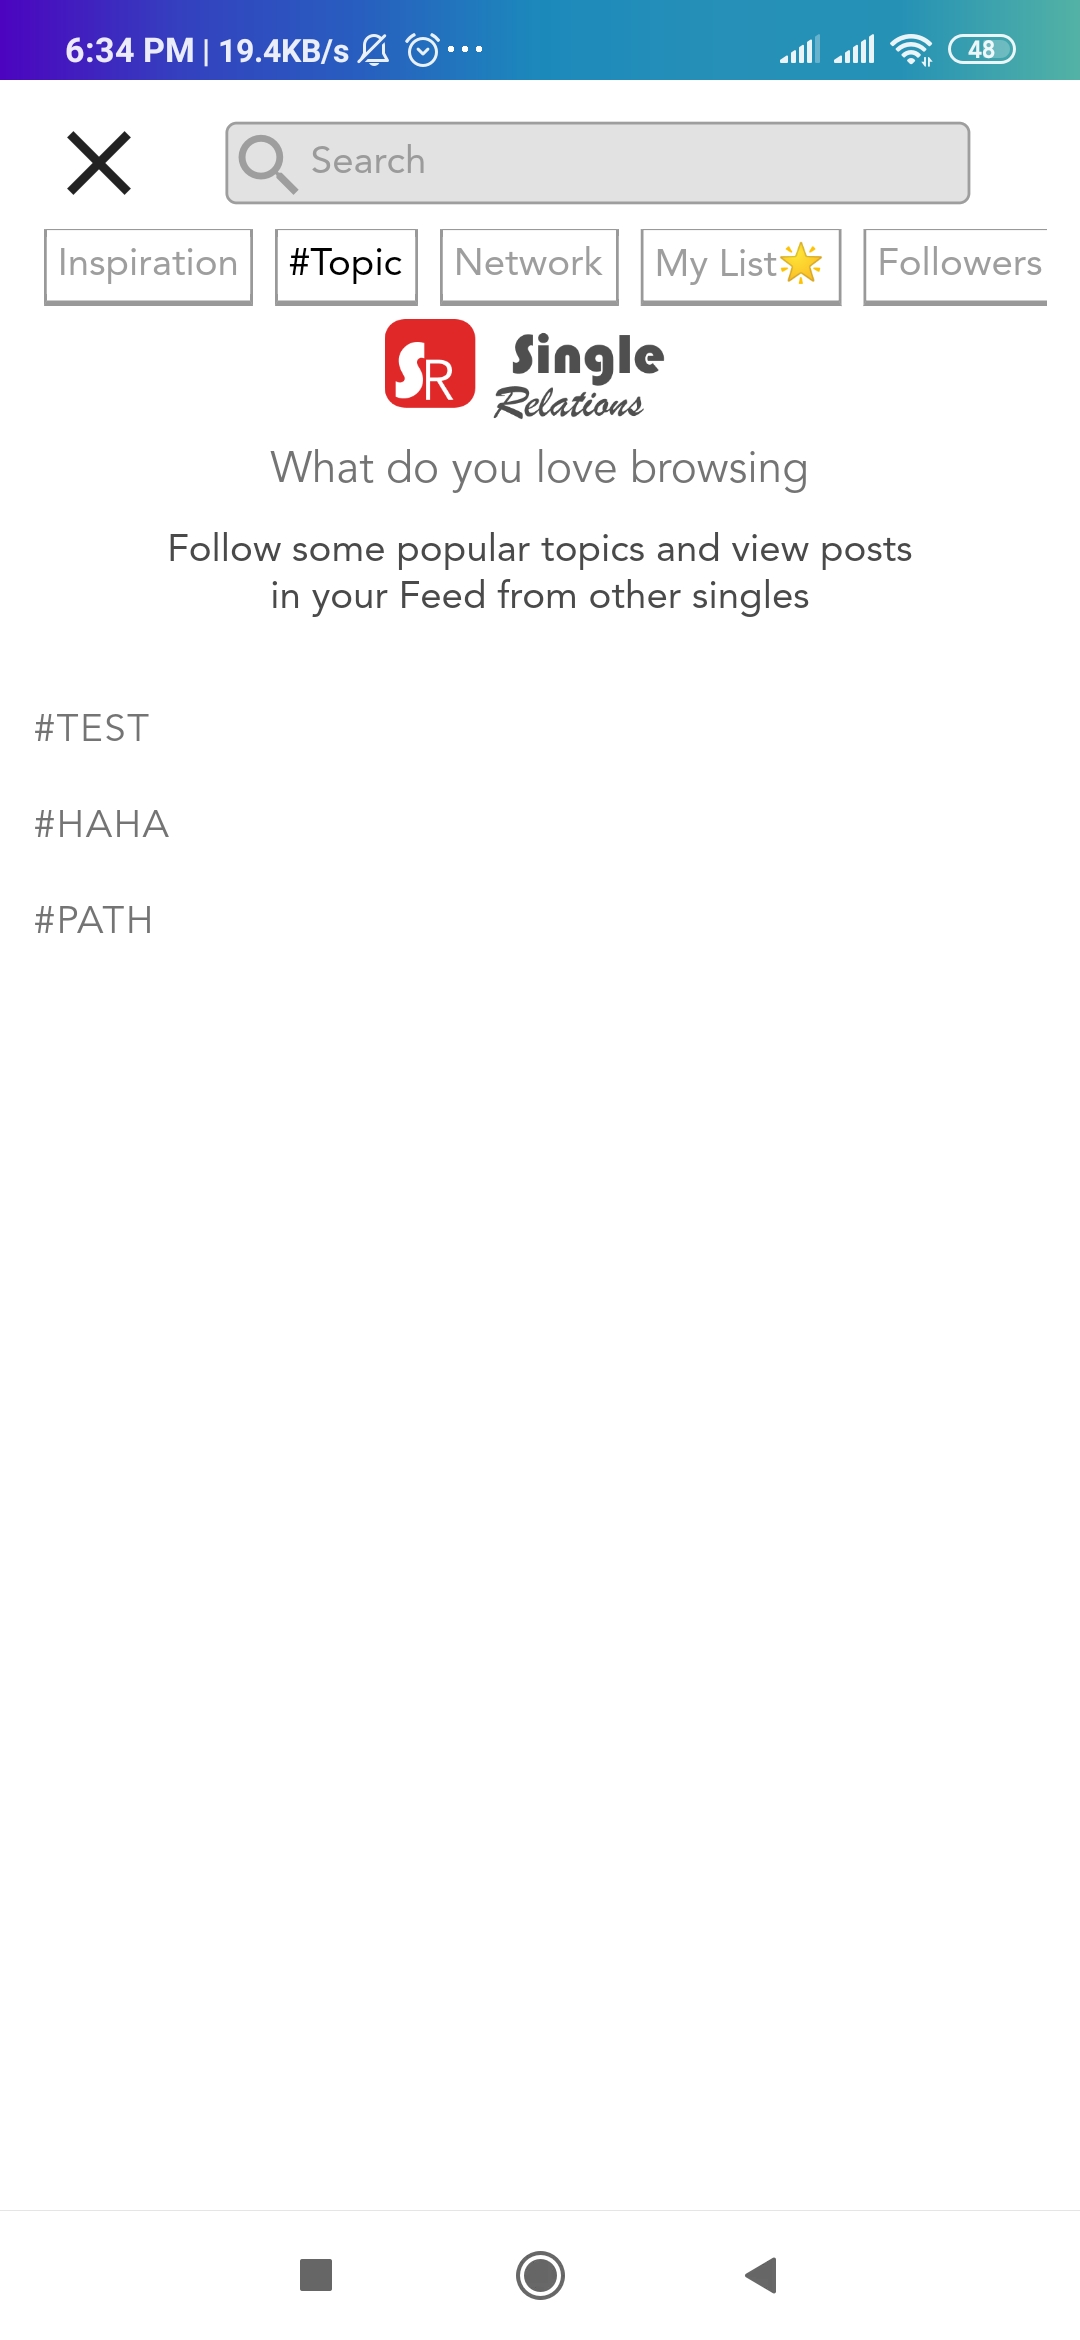 6:34 PM | 19.4KB/s ... 48
Search
Inspiration #Topic Network My List🌟 Followers
SR Single
Relations
What do you love browsing
Follow some popular topics and view posts
in your Feed from other singles
#TEST
#HAHA
#PATH